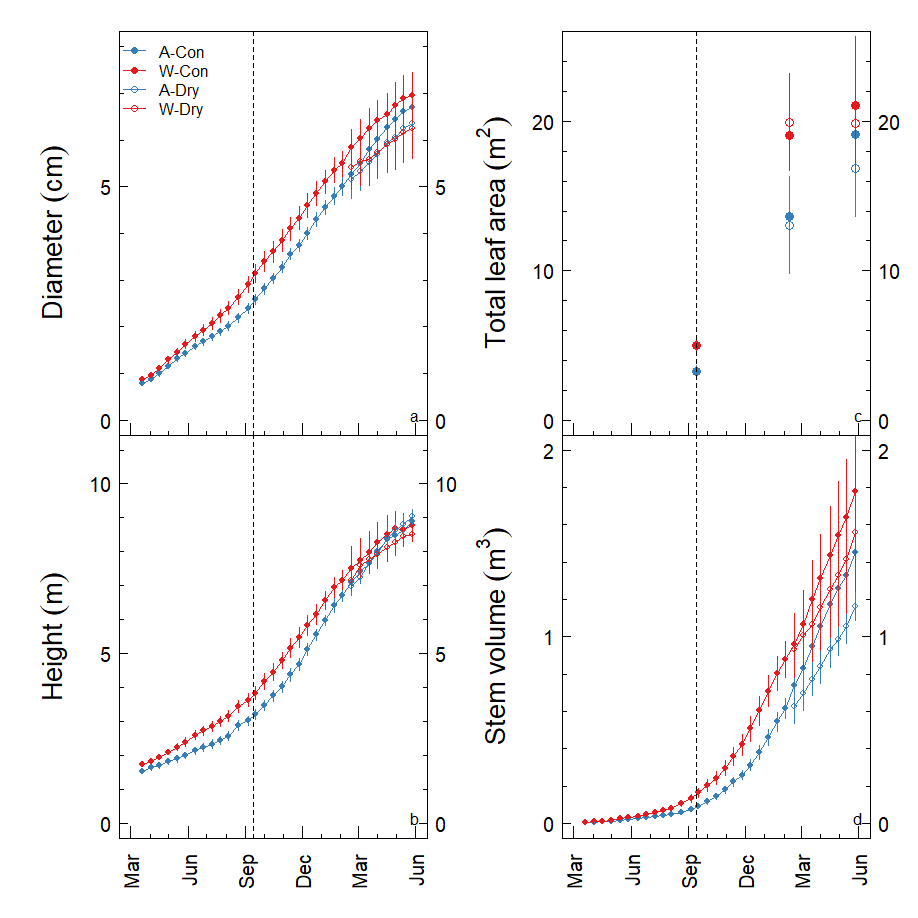 A-Con
W-Con
A-Dry
W-Dry
Diameter (cm)
5
0
5
0
a
Total leaf area (m2)
20
10
0
20
10
0
c
Height (m)
10
5
0
10
5
0
b
Mar
Jun
Sep
Dec
Mar
Jun
Stem volume (m3)
2
1
0
2
1
0
d
Mar
Jun
Sep
Dec
Mar
Jun